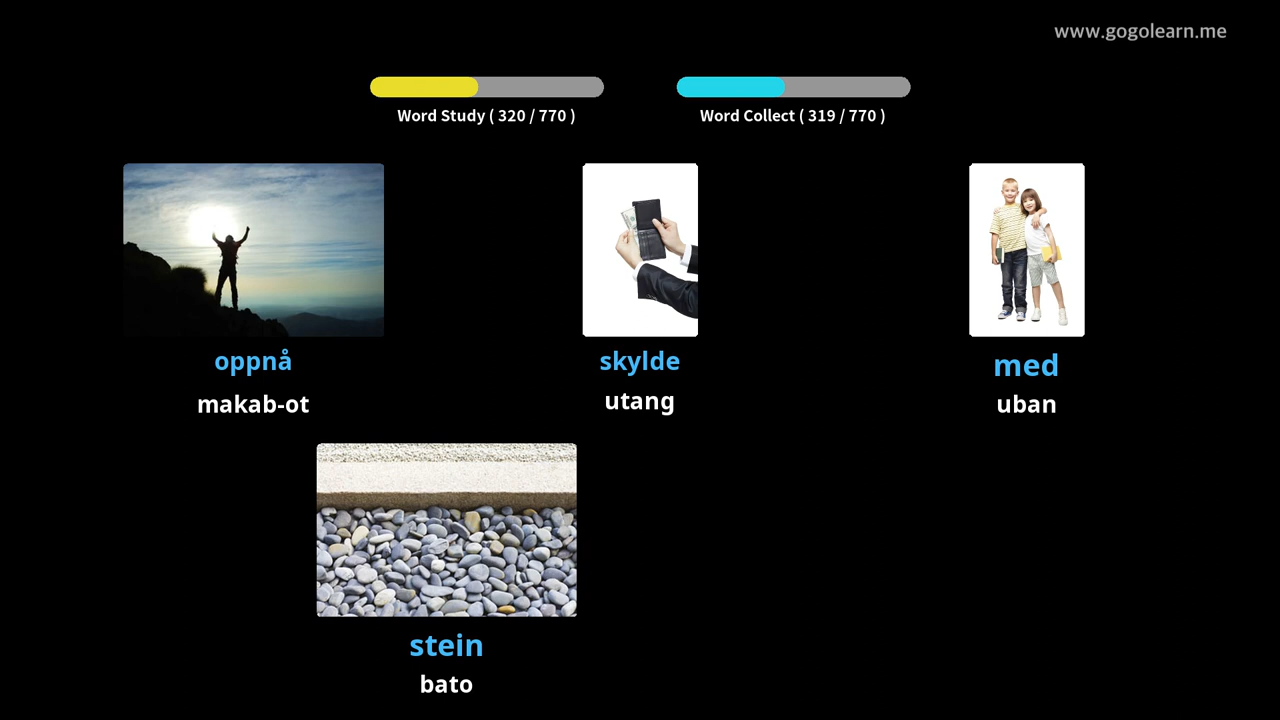 www.gogolearn.me
Word Study ( 320 / 770 )
Word Collect ( 319 / 770 )
oppnå
makab-ot
skylde
utang
med
uban
stein
bato